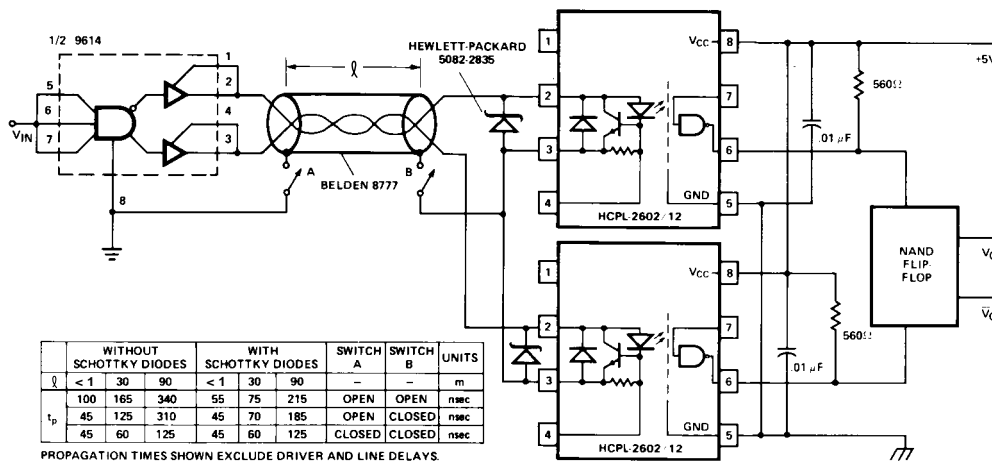 1/2 9614
1
2
4
3
5
6
7
8
VIN
ℓ
HEWLETT-PACKARD
5082-2835
A
B
BELDEN 8777
1
2
3
4
VCC
8
7
6
GND
5
HCPL-2602/12
+5V
560Ω
.01 µF
NAND
FLIP-
FLOP
1
2
3
4
VCC
8
7
6
GND
5
HCPL-2602/12
560Ω
.01 µF
WITHOUT SCHOTTKY DIODES WITH SCHOTTKY DIODES SWITCH A SWITCH B UNITS
ℓ < 1 30 90 < 1 30 90 – – m
tp 100 165 340 55 75 215 OPEN OPEN nsec
45 125 310 45 70 185 OPEN CLOSED nsec
45 60 125 45 60 125 CLOSED CLOSED nsec
PROPAGATION TIMES SHOWN EXCLUDE DRIVER AND LINE DELAYS.